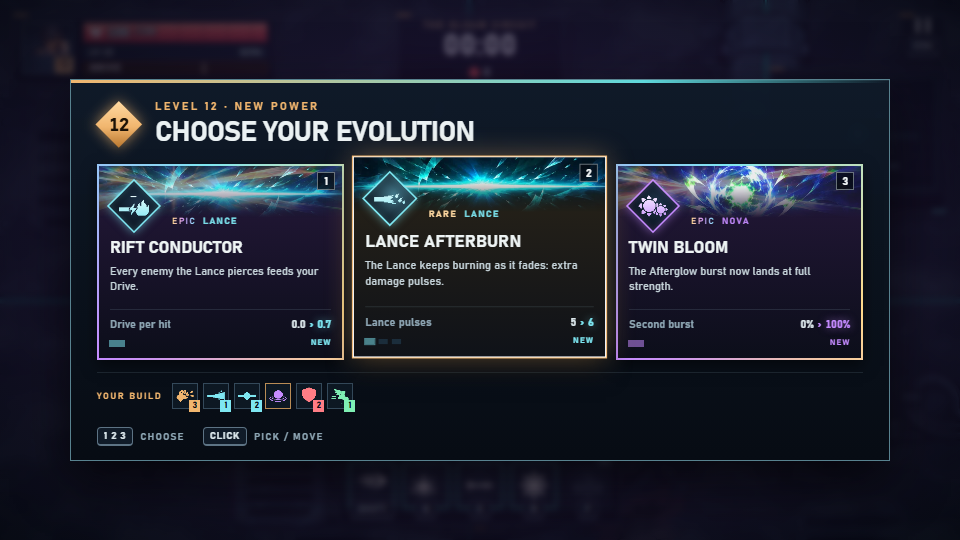 00:00
12
LEVEL 12 · NEW POWER
CHOOSE YOUR EVOLUTION
1
EPIC LANCE
RIFT CONDUCTOR
Every enemy the Lance pierces feeds your
Drive.
Drive per hit 0.0 › 0.7
NEW
2
RARE LANCE
LANCE AFTERBURN
The Lance keeps burning as it fades: extra
damage pulses.
Lance pulses 5 › 6
NEW
3
EPIC NOVA
TWIN BLOOM
The Afterglow burst now lands at full
strength.
Second burst 0% › 100%
NEW
YOUR BUILD 3 1 2 2 1
1 2 3 CHOOSE CLICK PICK / MOVE